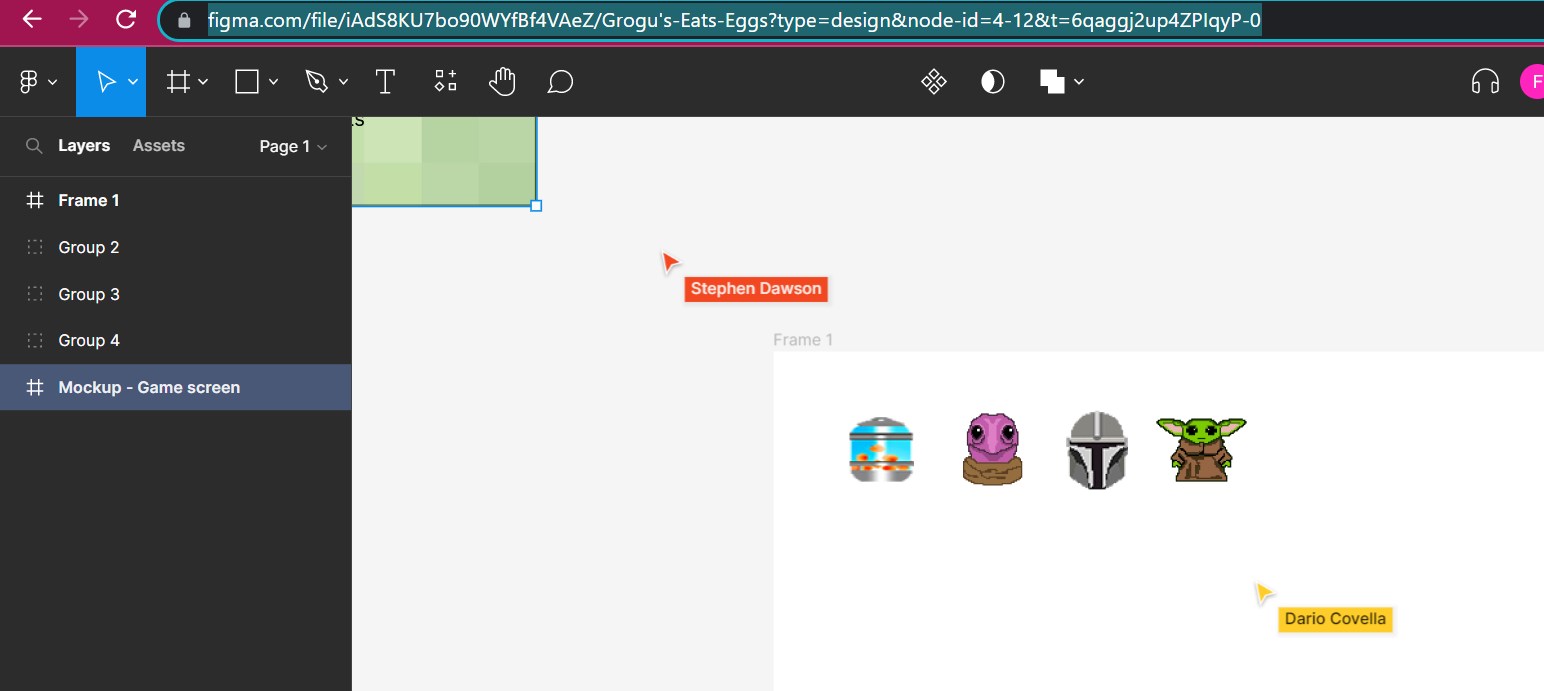 figma.com/file/iAdS8KU7bo90WYfBf4VAeZ/Grogu's-Eats-Eggs?type=design&node-id=4-12&t=6qaggj2up4ZPIqyP-0
F
Layers Assets Page 1
Frame 1
Group 2
Group 3
Group 4
Mockup - Game screen
Stephen Dawson
Frame 1
Dario Covella